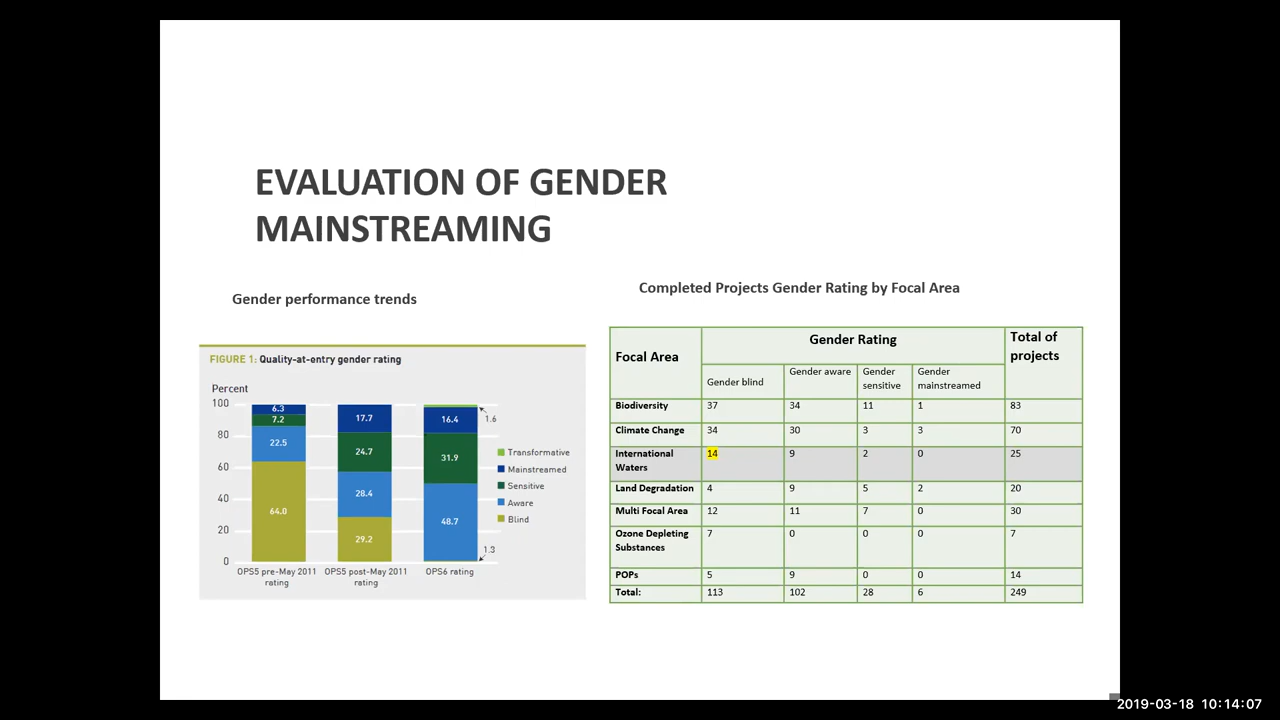 EVALUATION OF GENDER
MAINSTREAMING
Gender performance trends
FIGURE 1: Quality-at-entry gender rating
Percent
100
80
60
40
20
0
6.3
7.2
22.5
64.0
17.7
24.7
28.4
29.2
1.6
16.4
31.9
48.7
1.3
OPS5 pre-May 2011
rating
OPS5 post-May 2011
rating
OPS6 rating
Transformative
Mainstreamed
Sensitive
Aware
Blind
Completed Projects Gender Rating by Focal Area
Focal Area
Gender Rating
Total of
projects
Gender blind
Gender aware
Gender
sensitive
Gender
mainstreamed
Biodiversity 37 34 11 1 83
Climate Change 34 30 3 3 70
International
Waters 14 9 2 0 25
Land Degradation 4 9 5 2 20
Multi Focal Area 12 11 7 0 30
Ozone Depleting
Substances 7 0 0 0 7
POPs 5 9 0 0 14
Total: 113 102 28 6 249
2019-03-18 10:14:07